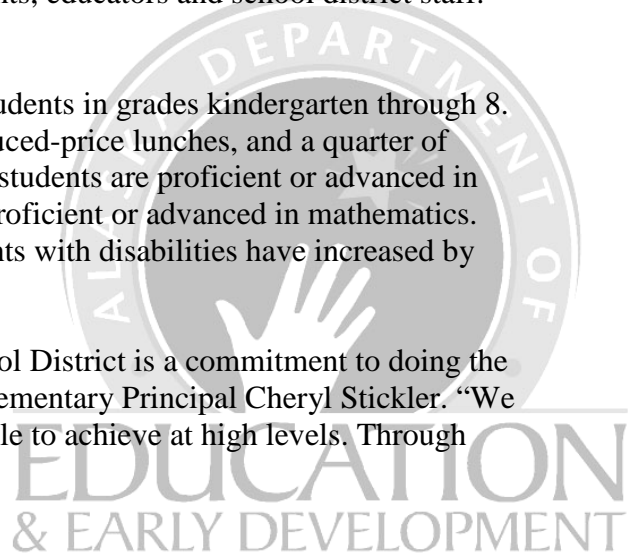 nts, educators and school district staff.
DEPARTMENT OF
ALASKA
udents in grades kindergarten through 8.
uced-price lunches, and a quarter of
students are proficient or advanced in
roficient or advanced in mathematics.
nts with disabilities have increased by
ol District is a commitment to doing the
ementary Principal Cheryl Stickler. “We
le to achieve at high levels. Through
EDUCATION
& EARLY DEVELOPMENT